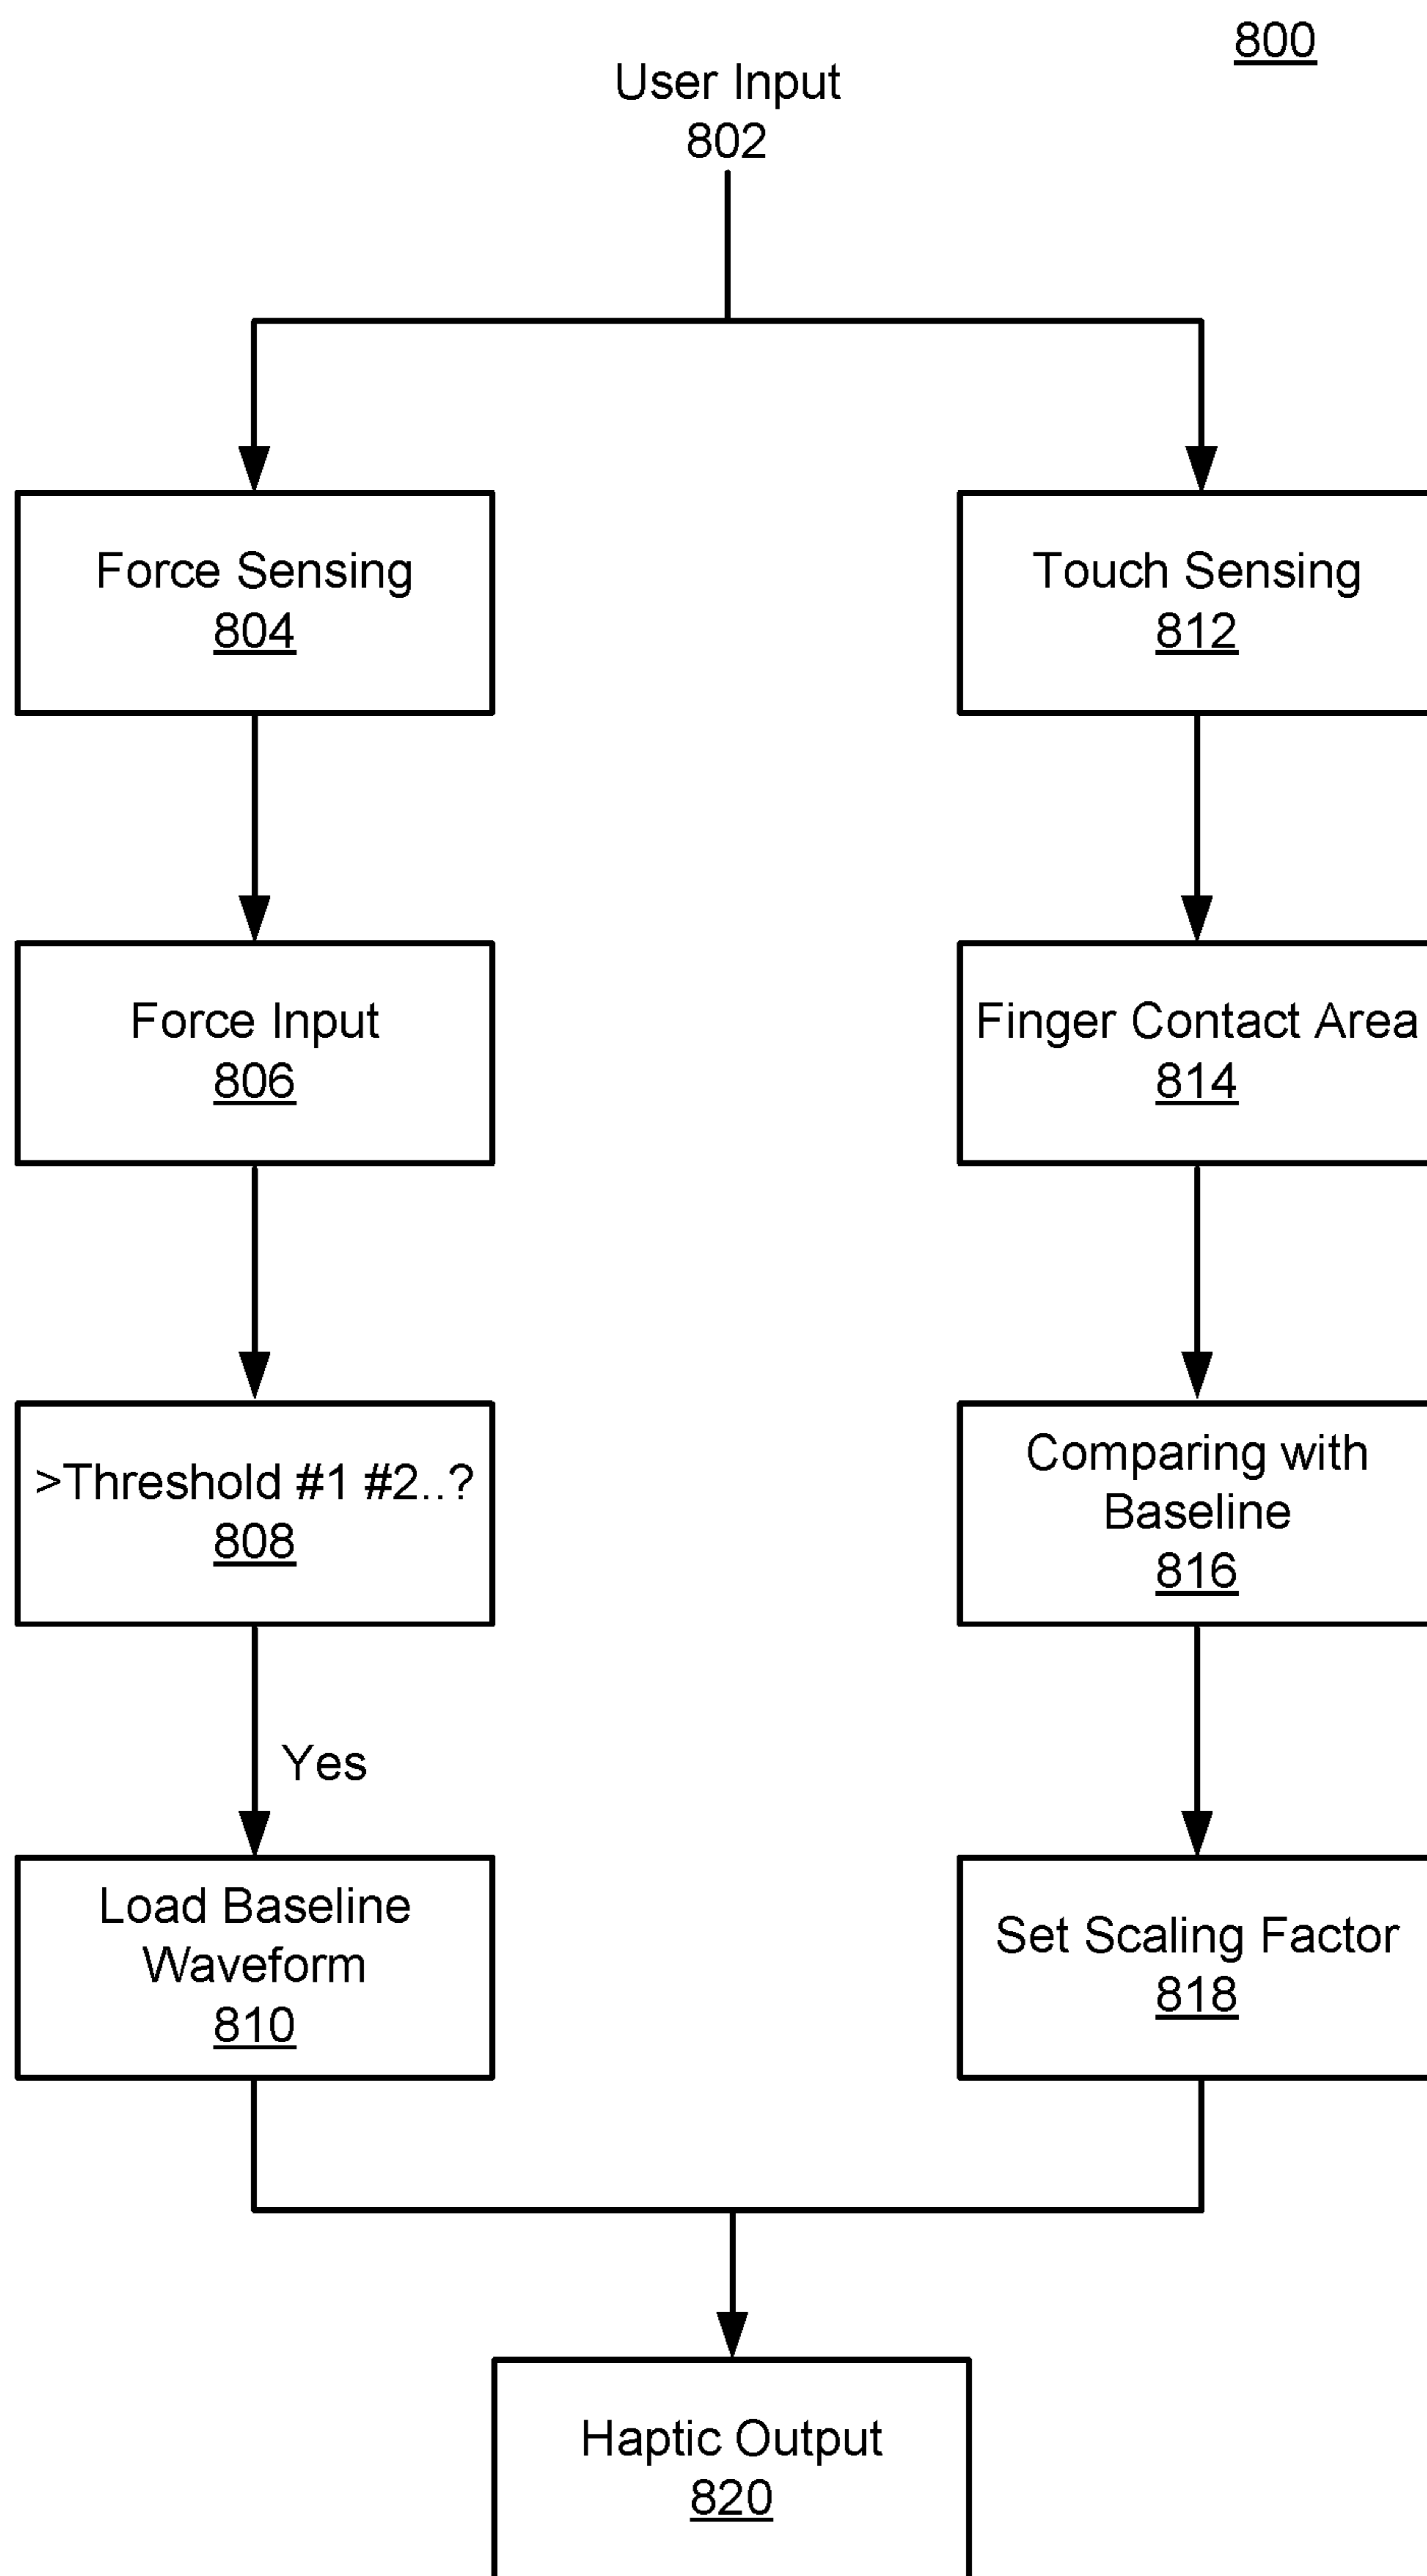 800
User Input
802
Force Sensing
804
Touch Sensing
812
Force Input
806
Finger Contact Area
814
>Threshold #1 #2..?
808
Comparing with
Baseline
816
Yes
Load Baseline
Waveform
810
Set Scaling Factor
818
Haptic Output
820